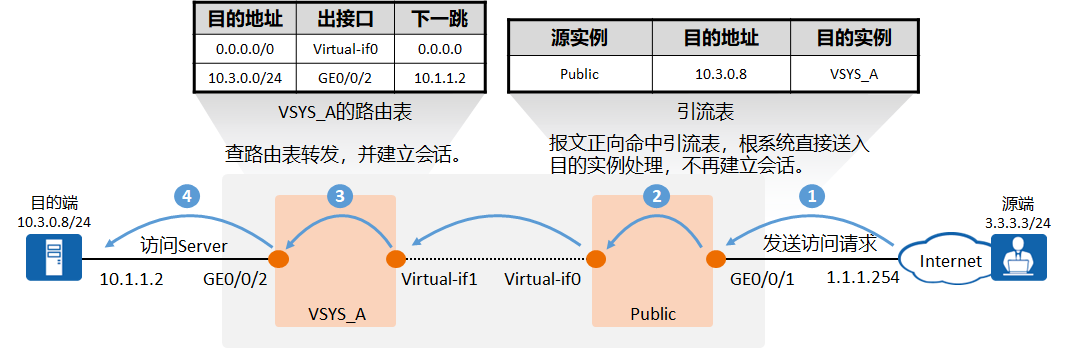 目的地址 出接口 下一跳
0.0.0.0/0 Virtual-if0 0.0.0.0
10.3.0.0/24 GE0/0/2 10.1.1.2
VSYS_A的路由表
源实例 目的地址 目的实例
Public 10.3.0.8 VSYS_A
引流表
查路由表转发，并建立会话。
报文正向命中引流表，根系统直接送入
目的实例处理，不再建立会话。
4 3 2 1
目的端
10.3.0.8/24
源端
3.3.3.3/24
访问Server
发送访问请求
Internet
10.1.1.2 GE0/0/2 Virtual-if1 Virtual-if0 GE0/0/1 1.1.1.254
VSYS_A Public